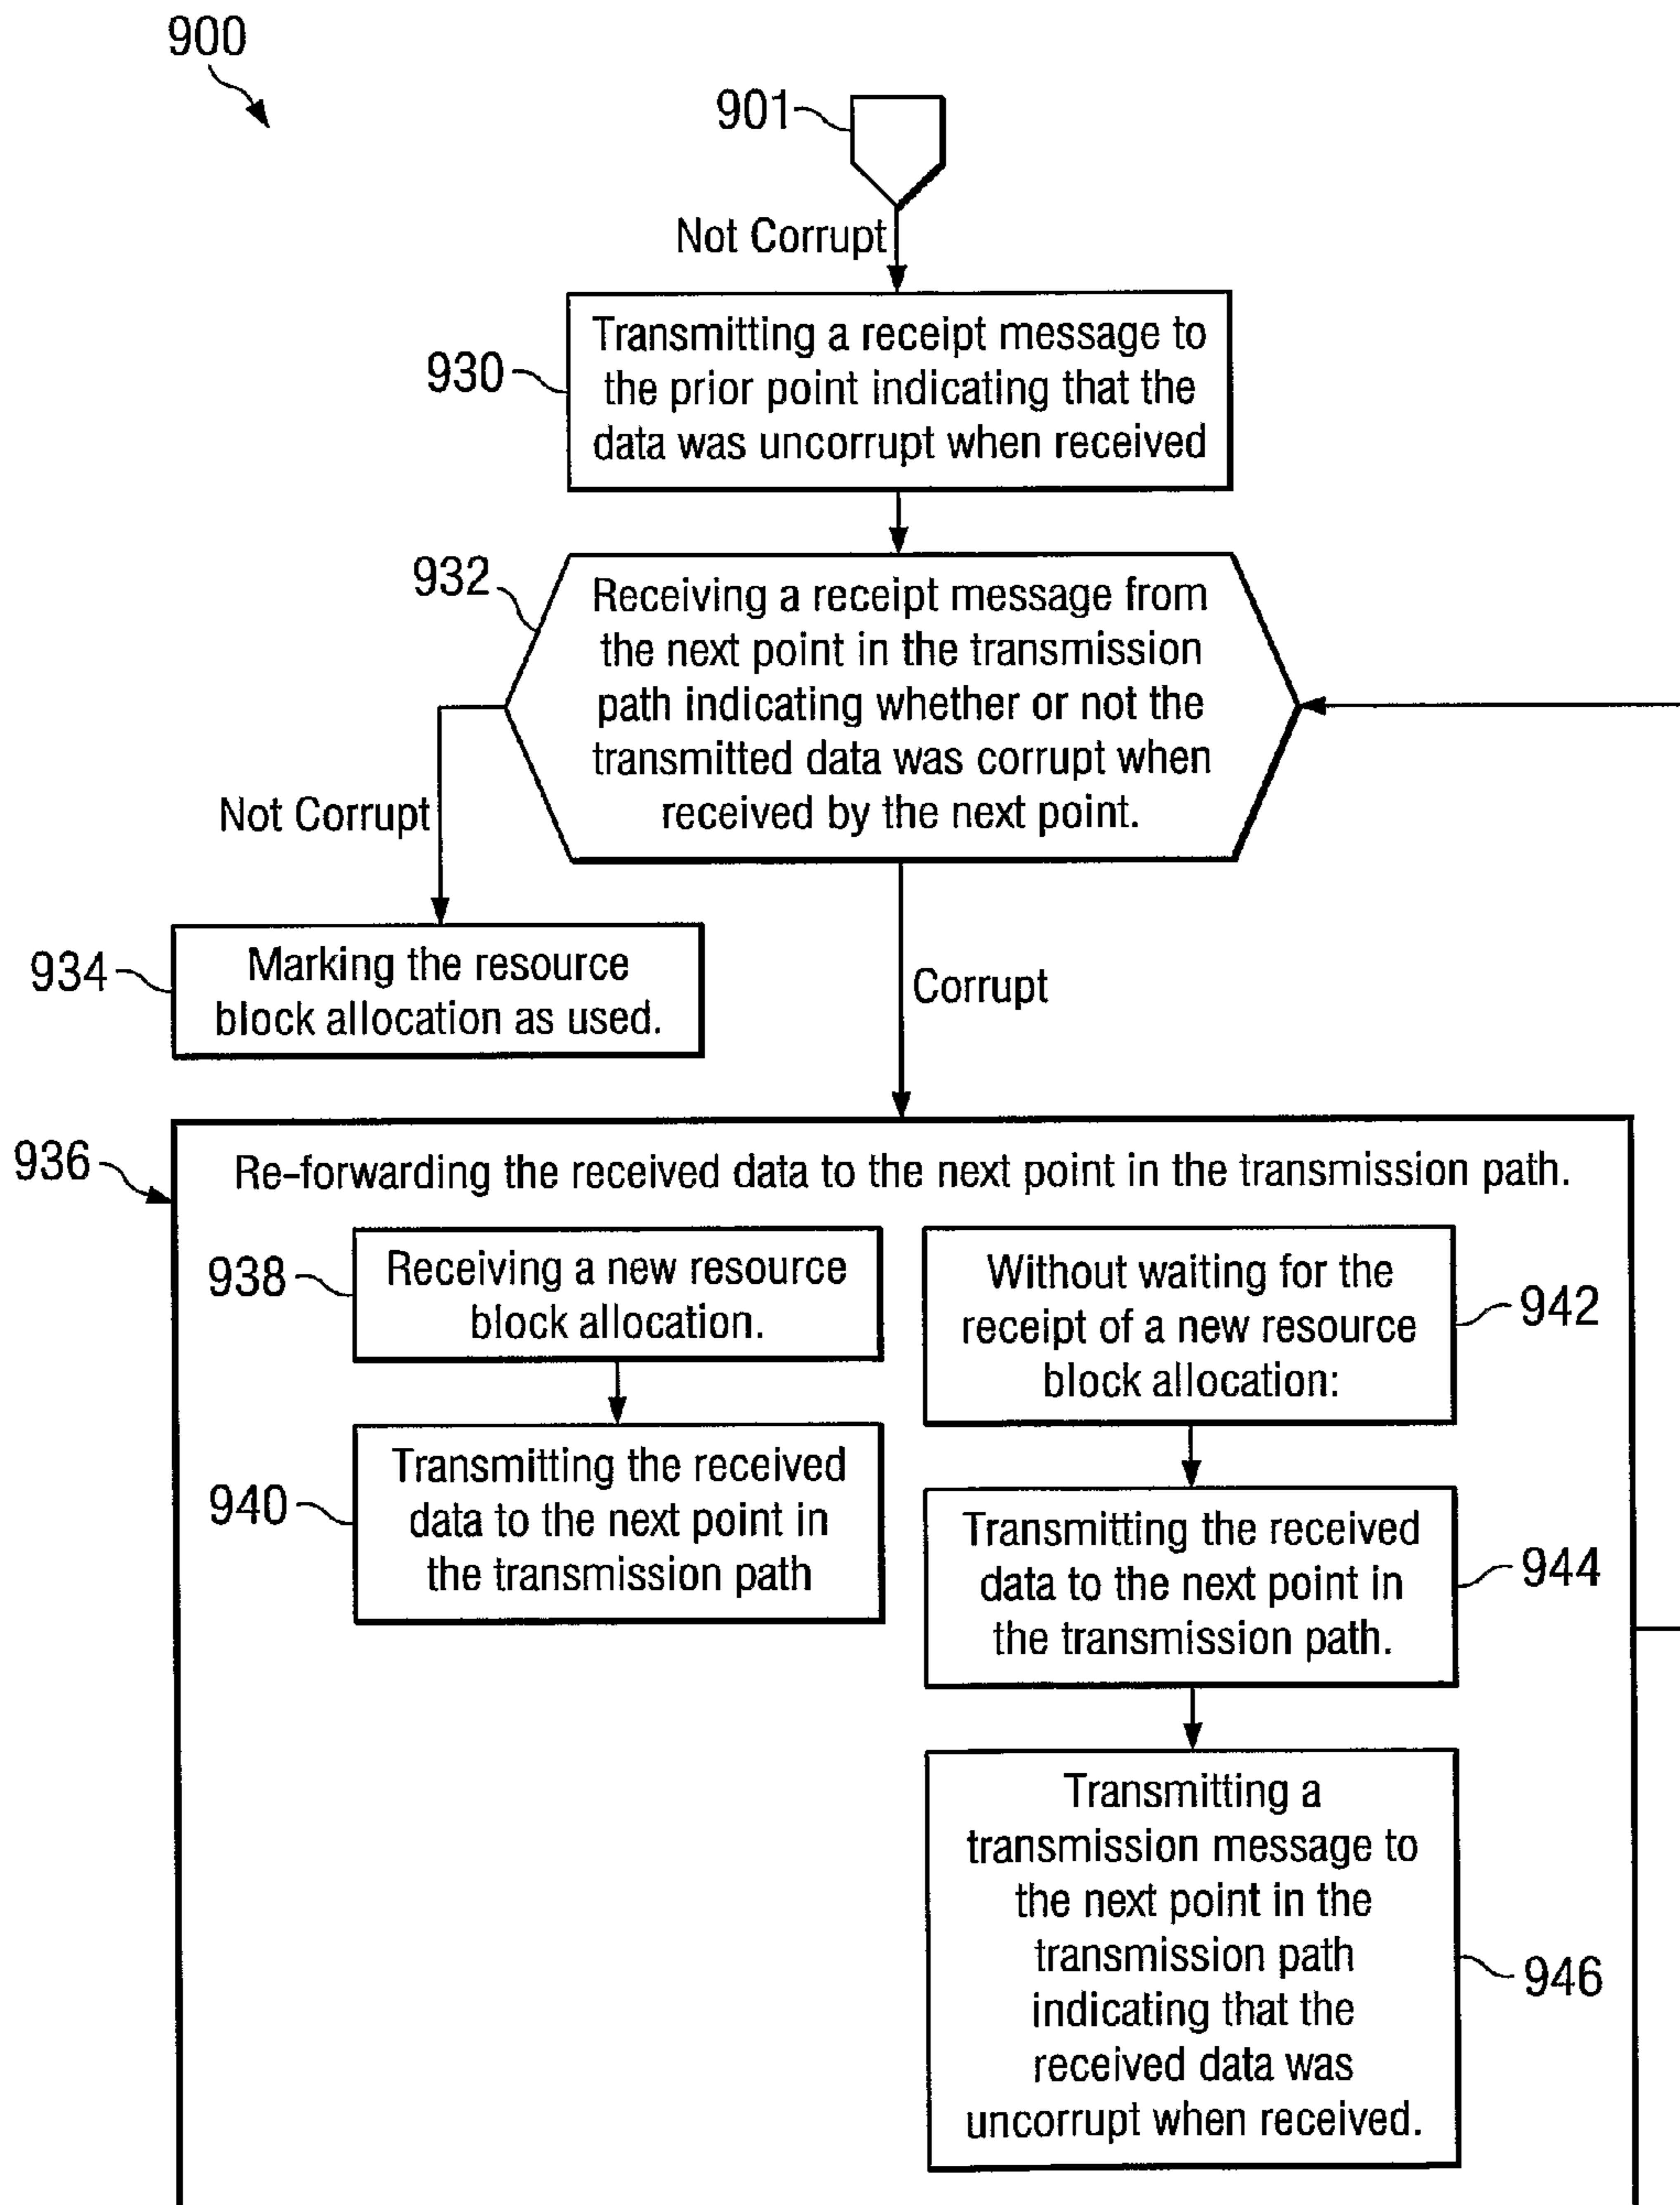 900
901
Not Corrupt
930
Transmitting a receipt message to
the prior point indicating that the
data was uncorrupt when received
932
Receiving a receipt message from
the next point in the transmission
path indicating whether or not the
transmitted data was corrupt when
received by the next point.
Not Corrupt
934
Marking the resource
block allocation as used.
Corrupt
936
Re-forwarding the received data to the next point in the transmission path.
938
Receiving a new resource
block allocation.
940
Transmitting the received
data to the next point in
the transmission path
Without waiting for the
receipt of a new resource
block allocation:
942
Transmitting the received
data to the next point in
the transmission path.
944
Transmitting a
transmission message to
the next point in the
transmission path
indicating that the
received data was
uncorrupt when received.
946